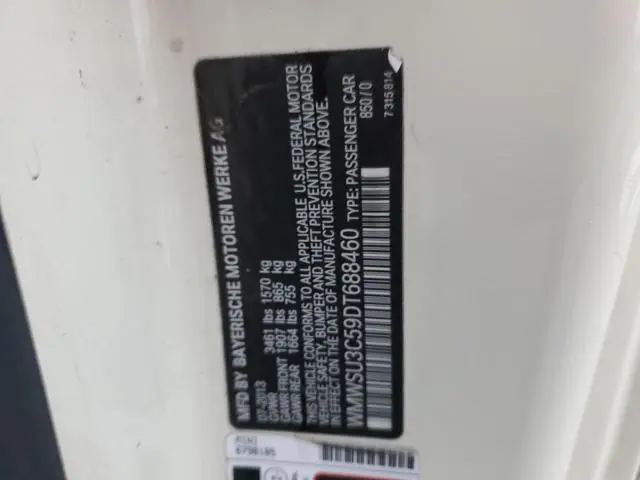 MFD BY BAYERISCHE MOTOREN WERKE AG
07-2013
GVWR 3461 lbs 1570 kg
GAWR FRONT 1907 lbs 865 kg
GAWR REAR 1664 lbs 755 kg
THIS VEHICLE CONFORMS TO ALL APPLICABLE U.S.FEDERAL MOTOR
VEHICLE SAFETY, BUMPER AND THEFT PREVENTION STANDARDS
IN EFFECT ON THE DATE OF MANUFACTURE SHOWN ABOVE.
WMWSU3C59DT688460 TYPE: PASSENGER CAR
850/0
7 315 814